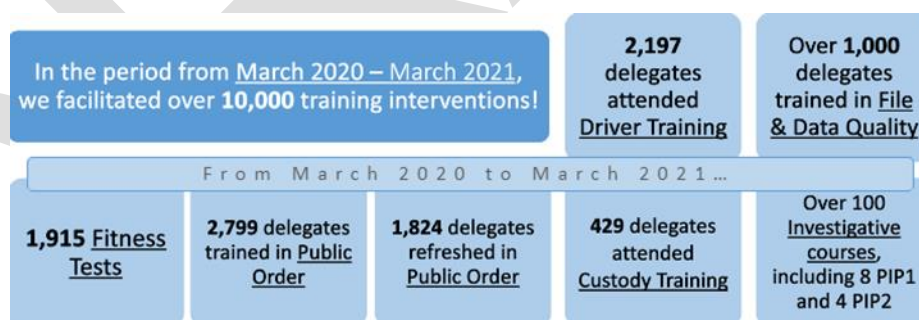 In the period from March 2020 – March 2021,
we facilitated over 10,000 training interventions!
2,197
delegates
attended
Driver Training
Over 1,000
delegates
trained in File
& Data Quality
From March 2020 to March 2021…
1,915 Fitness
Tests
2,799 delegates
trained in Public
Order
1,824 delegates
refreshed in
Public Order
429 delegates
attended
Custody Training
Over 100
Investigative
courses,
including 8 PIP1
and 4 PIP2